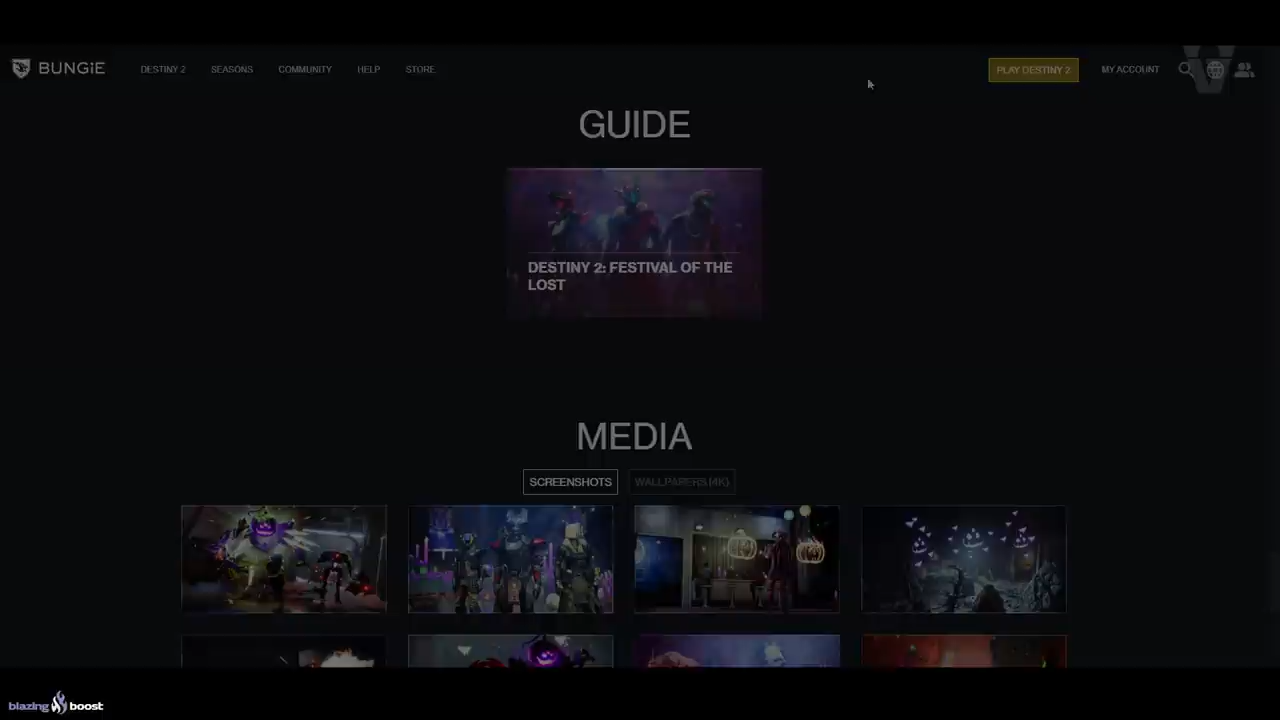 BUNGiE
DESTINY 2 SEASONS COMMUNITY HELP STORE PLAY DESTINY 2 MY ACCOUNT
GUIDE
DESTINY 2: FESTIVAL OF THE
LOST
MEDIA
SCREENSHOTS WALLPAPERS (4K)
blazing boost